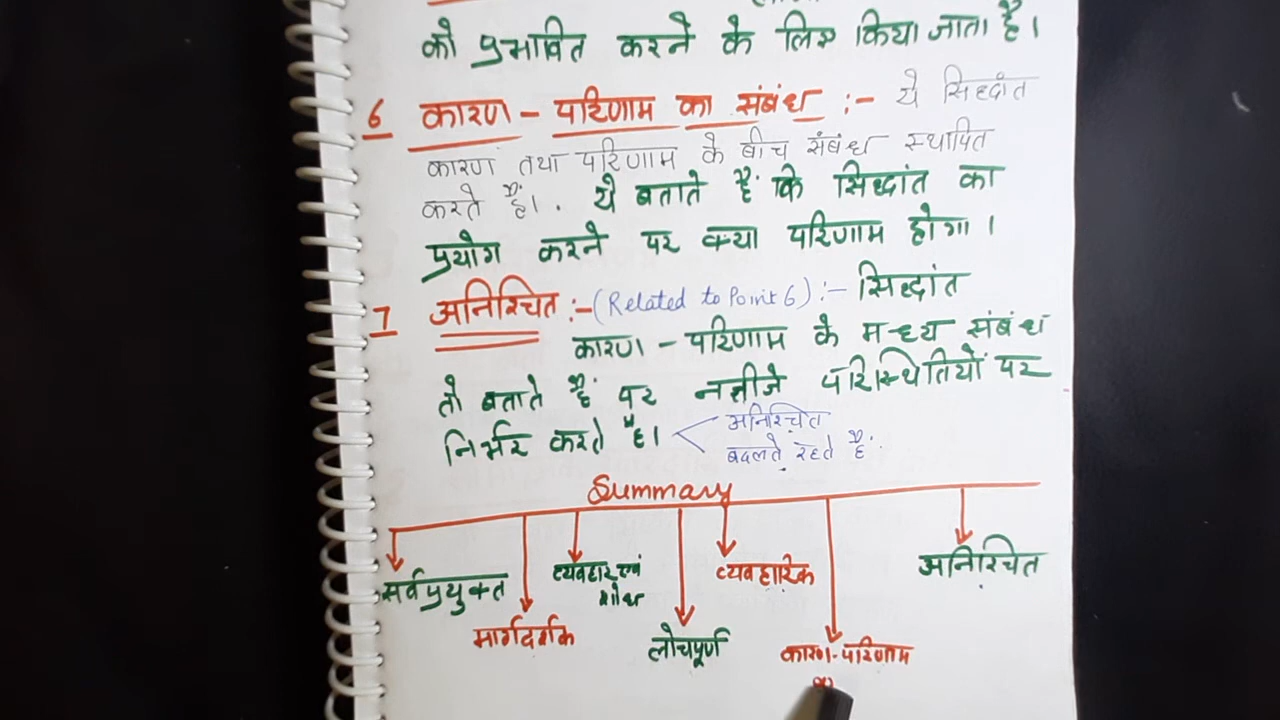 को प्रभावित करने के लिए किया जाता है।
6 कारण - परिणाम का संबंध :- ये सिद्धांत
कारण तथा परिणाम के बीच संबंध स्थापित
करते हैं।. ये बताते हैं कि सिद्धांत का
प्रयोग करने पर क्या परिणाम होगा।
7 अनिश्चित :- (Related to Point 6) :- सिद्धांत
कारण - परिणाम के मध्य संबंध
तो बताते हैं पर नतीजे परिस्थितियों पर
निर्भर करते हैं।
अनिश्चित
बदलते रहते हैं.
Summary
सर्वप्रयुक्त
मार्गदर्शक
व्यवहार एवं
शोध
लोचपूर्ण
व्यवहारिक
कारण-परिणाम
अनिश्चित